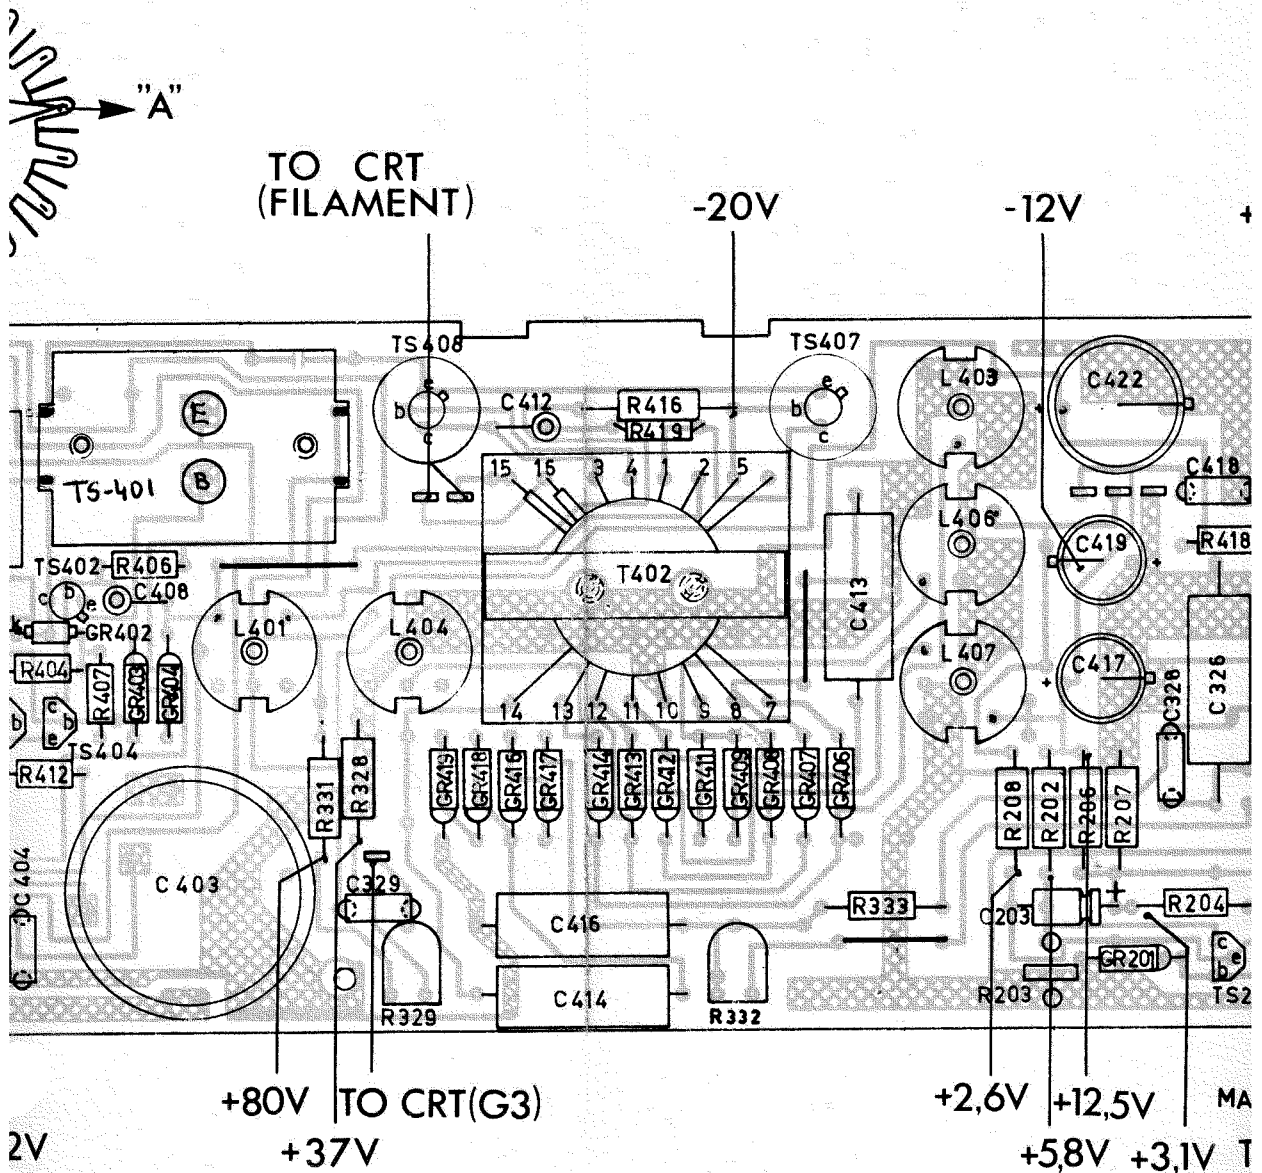 "A"
TO CRT
(FILAMENT)
-20V
-12V
+
TS408
TS407
e
b
c
e
b
c
C412
R416
R419
L403
C422
E
B
TS-401
15 16 3 4 1 2 5
C418
L406
C419
R418
TS402
R406
c
b
e
C408
T402
C413
k
GR402
L401
L404
L407
C417
C328
C326
R404
R407
GR403
GR404
14 13 12 11 10 9 8 7
b
c
b
e
TS404
R412
R331
R328
GR419
GR418
GR416
GR417
GR414
GR413
GR412
GR411
GR409
GR408
GR407
GR406
R208
R202
R206
R207
C404
C403
C329
C416
R333
C203
+
R204
GR201
c
e
b
C414
R329
R332
R203
TS2
+80V
TO CRT(G3)
+2,6V
+12,5V
MA
2V
+37V
+5,8V
+3,1V
T